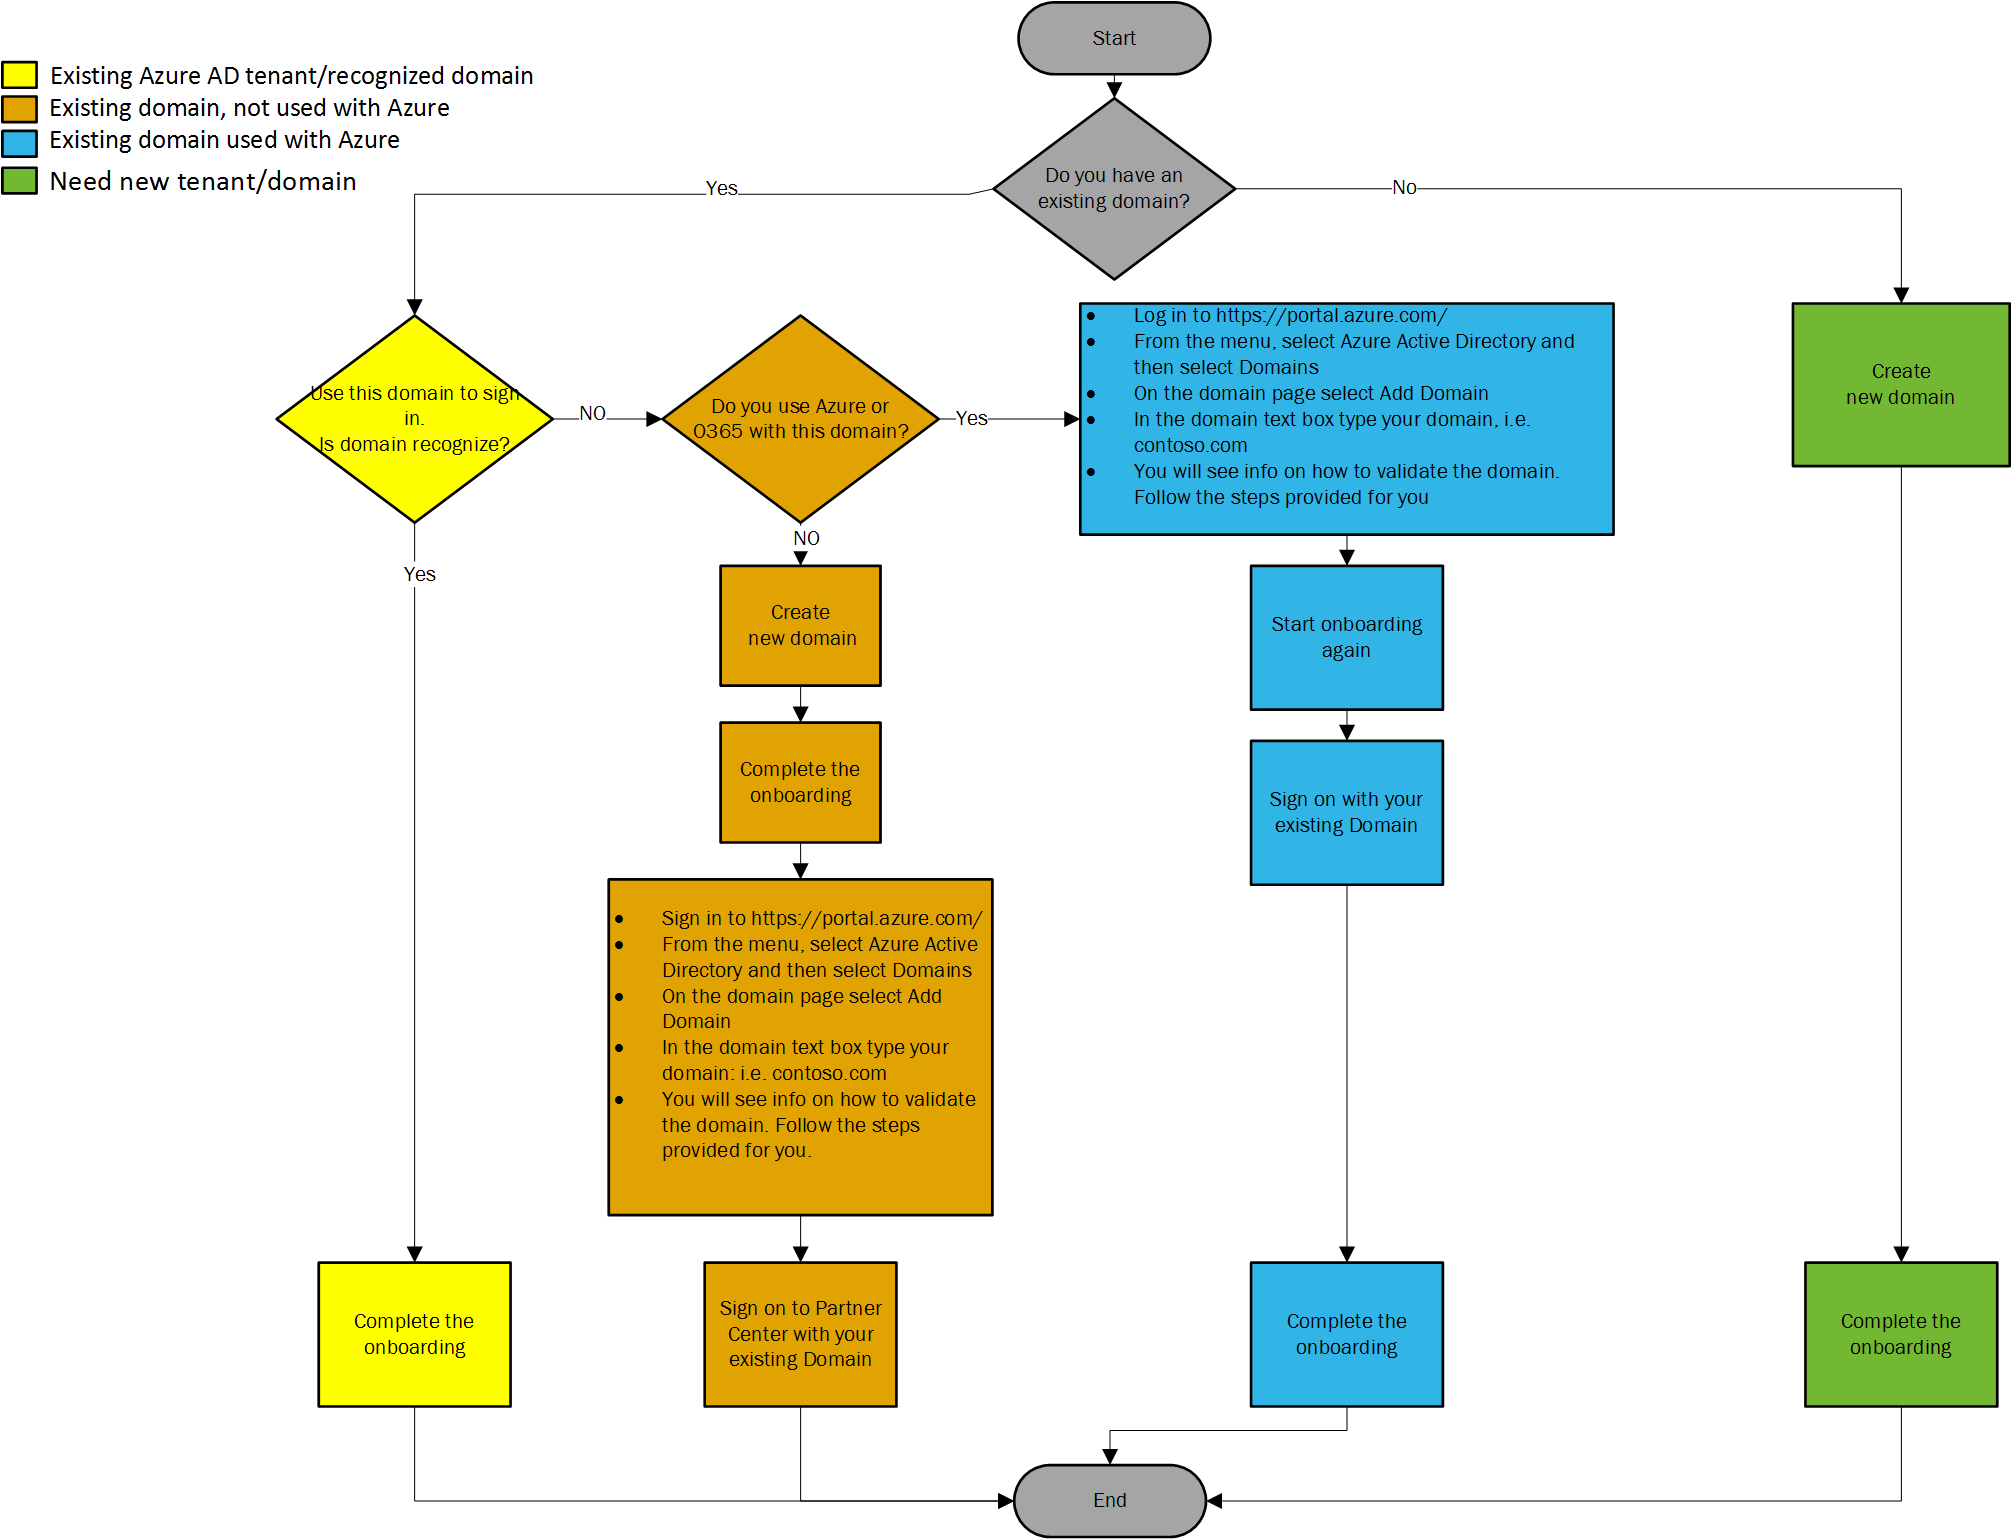 Start
Existing Azure AD tenant/recognized domain
Existing domain, not used with Azure
Existing domain used with Azure
Need new tenant/domain
Do you have an
existing domain?
Yes
No
Use this domain to sign
in.
Is domain recognize?
NO
Do you use Azure or
O365 with this domain?
Yes
• Log in to https://portal.azure.com/
• From the menu, select Azure Active Directory and
then select Domains
• On the domain page select Add Domain
• In the domain text box type your domain, i.e.
contoso.com
• You will see info on how to validate the domain.
Follow the steps provided for you
Create
new domain
Yes
NO
Create
new domain
Start onboarding
again
Complete the
onboarding
Sign on with your
existing Domain
• Sign in to https://portal.azure.com/
• From the menu, select Azure Active
Directory and then select Domains
• On the domain page select Add
Domain
• In the domain text box type your
domain: i.e. contoso.com
• You will see info on how to validate
the domain. Follow the steps
provided for you.
Complete the
onboarding
Sign on to Partner
Center with your
existing Domain
Complete the
onboarding
Complete the
onboarding
End